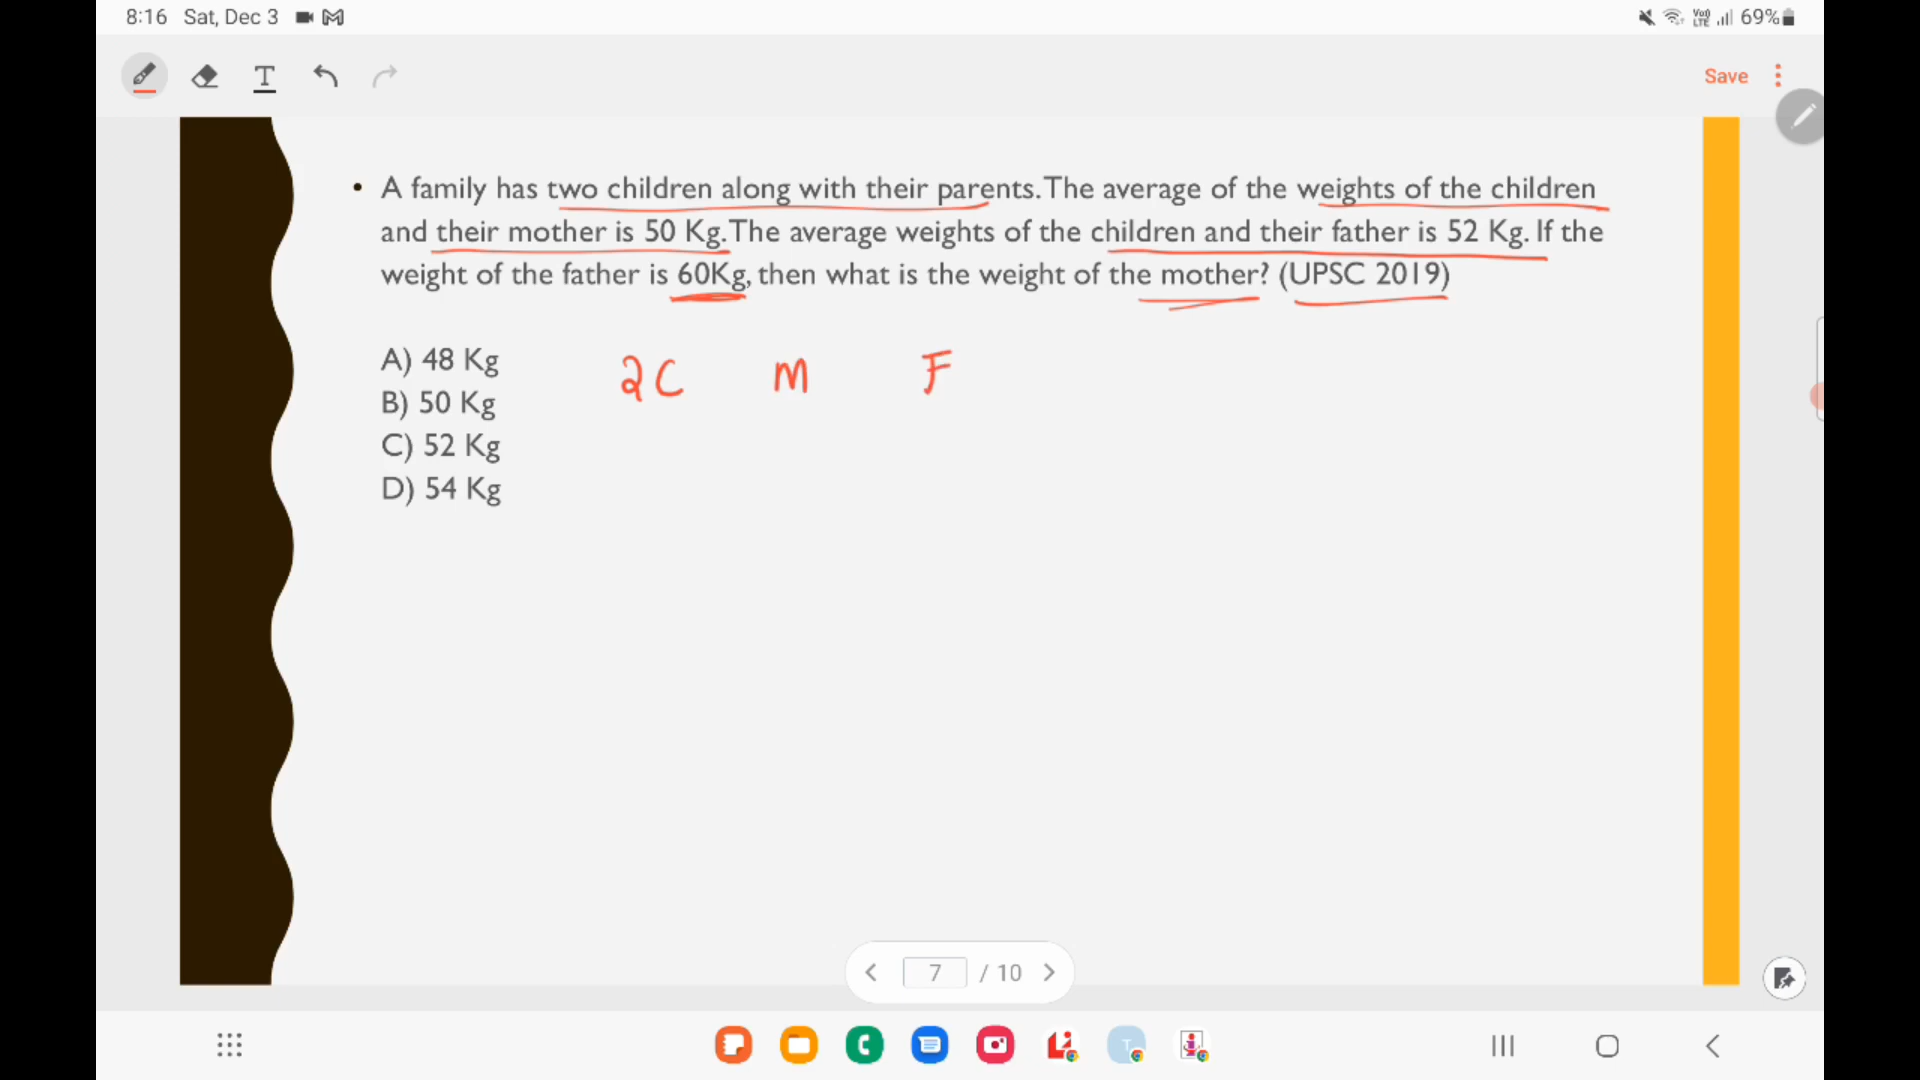 8:16 Sat, Dec 3
Vo) LTE 69%
T
Save
• A family has two children along with their parents. The average of the weights of the children
and their mother is 50 Kg. The average weights of the children and their father is 52 Kg. If the
weight of the father is 60Kg, then what is the weight of the mother? (UPSC 2019)
A) 48 Kg
B) 50 Kg
C) 52 Kg
D) 54 Kg
2C M F
7 / 10
T